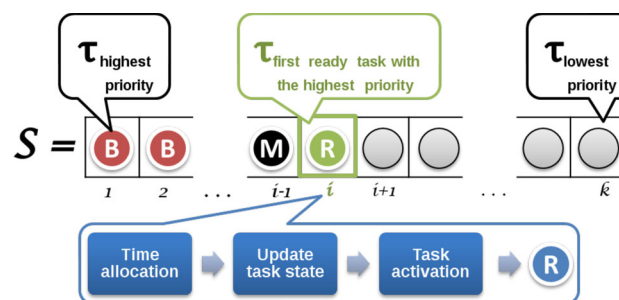 τhighest
priority
τfirst ready task with
the highest priority
τlowest
priority
S = B B M R
1 2 . . . i-1 i i+1 . . . k
Time
allocation
Update
task state
Task
activation
R